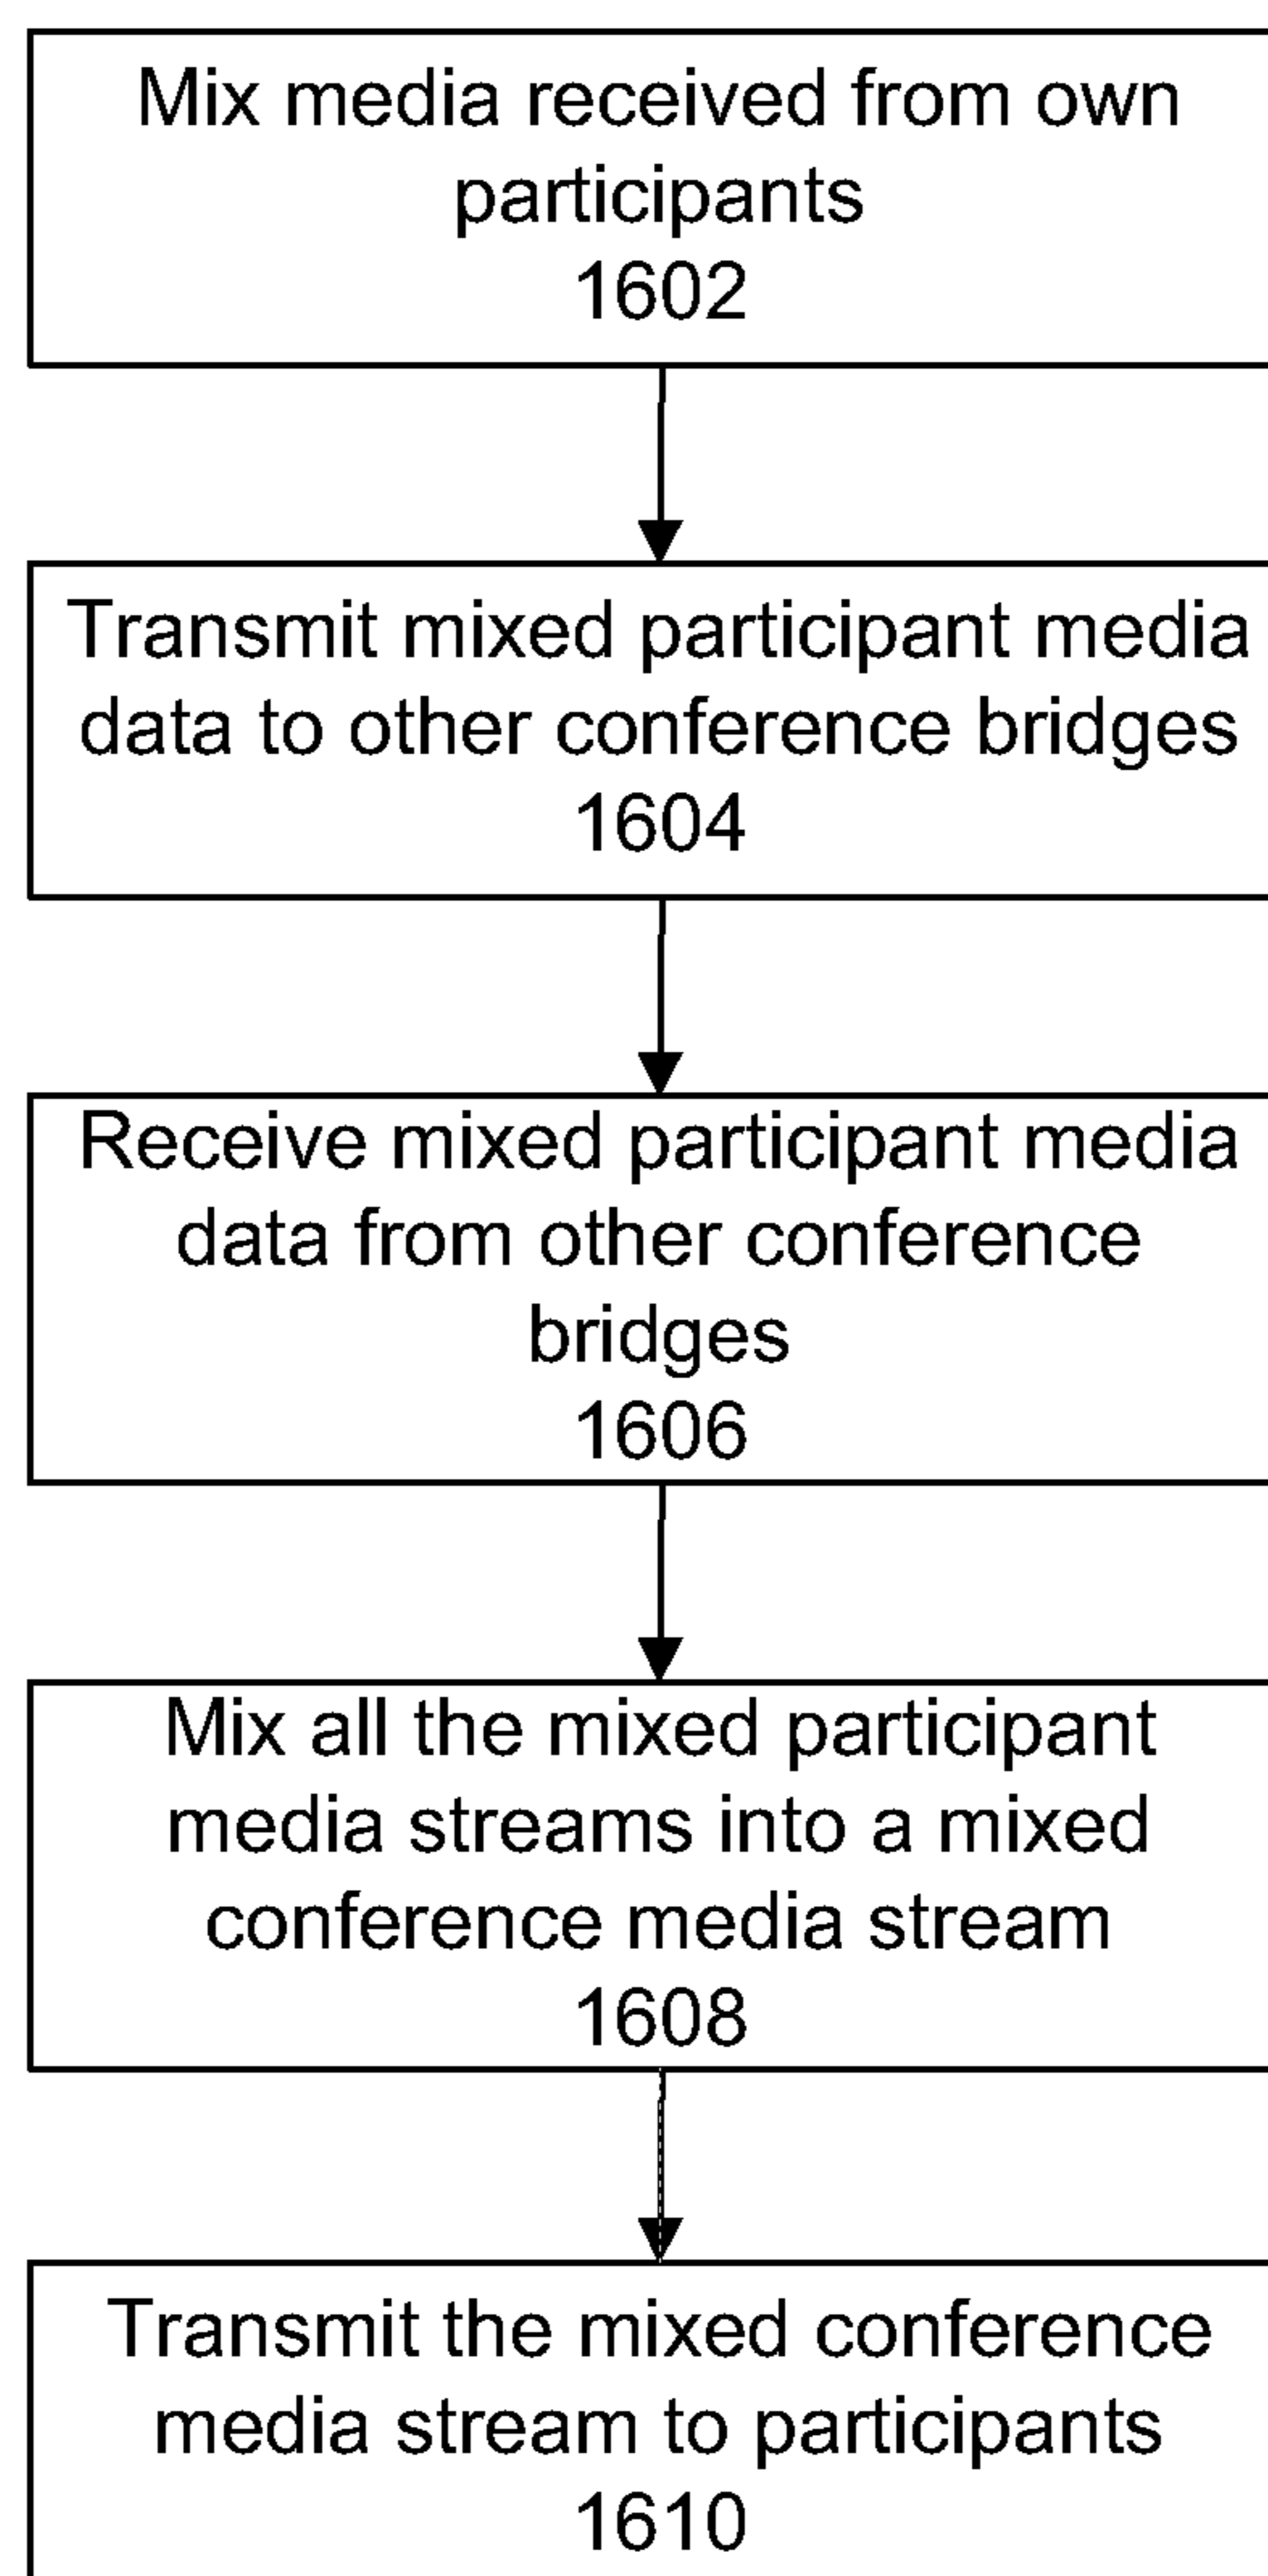 Mix media received from own
participants
1602
Transmit mixed participant media
data to other conference bridges
1604
Receive mixed participant media
data from other conference
bridges
1606
Mix all the mixed participant
media streams into a mixed
conference media stream
1608
Transmit the mixed conference
media stream to participants
1610